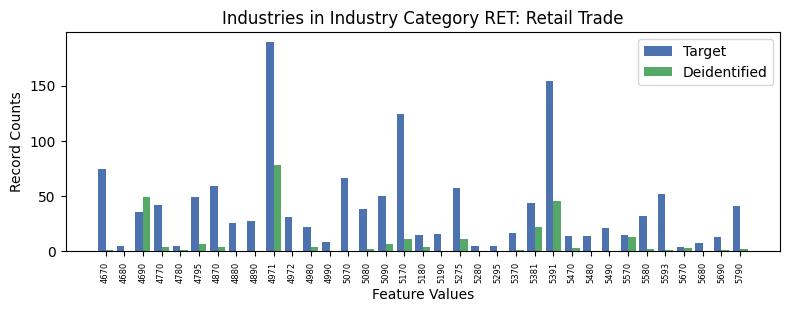 Industries in Industry Category RET: Retail Trade
Target
Deidentified
Record Counts
150
100
50
0
4670 4680 4690 4770 4780 4795 4870 4880 4890 4971 4972 4980 4990 5070 5080 5090 5170 5180 5190 5275 5280 5295 5370 5381 5391 5470 5480 5490 5570 5580 5593 5670 5680 5690 5790
Feature Values